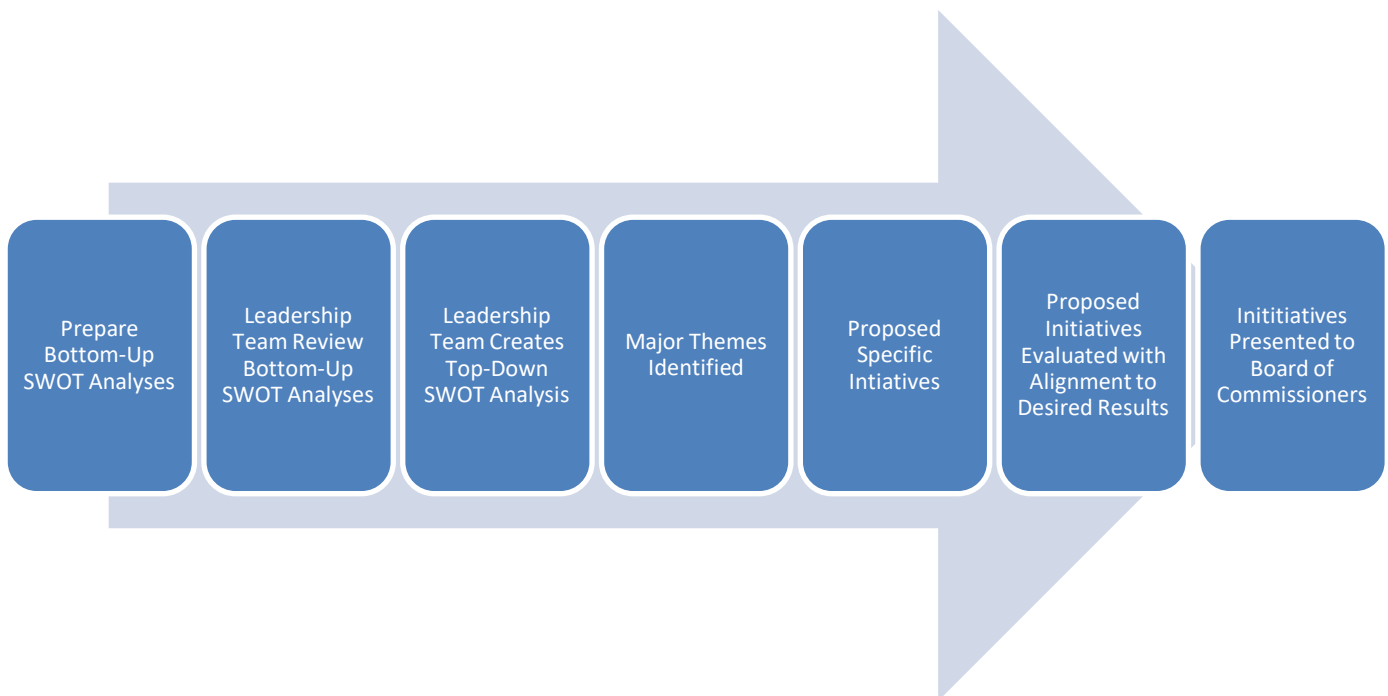 Prepare
Bottom-Up
SWOT Analyses
Leadership
Team Review
Bottom-Up
SWOT Analyses
Leadership
Team Creates
Top-Down
SWOT Analysis
Major Themes
Identified
Proposed
Specific
Intiatives
Proposed
Initiatives
Evaluated with
Alignment to
Desired Results
Inititiatives
Presented to
Board of
Commissioners